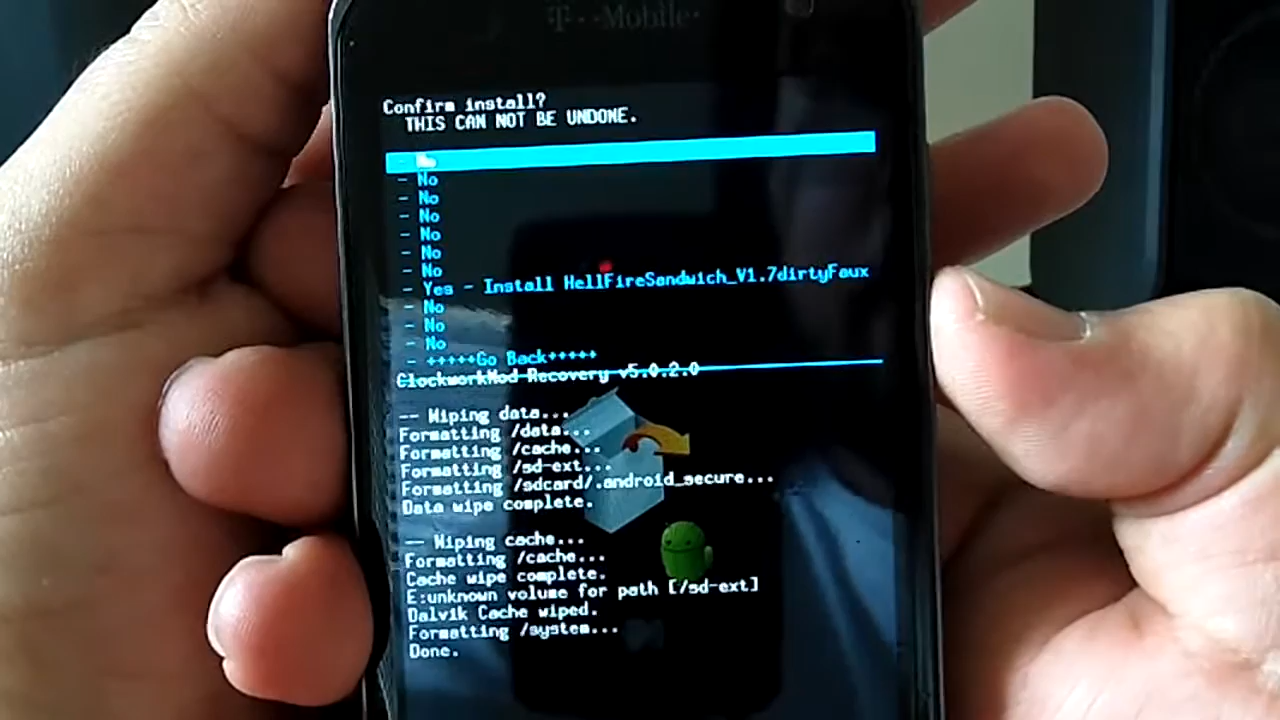 T··Mobile·
Confirm install?
THIS CAN NOT BE UNDONE.
- No
- No
- No
- No
- No
- No
- No
- Yes - Install HellFireSandwich_V1.7dirtyFaux
- No
- No
- No
- +++++Go Back+++++
ClockworkMod Recovery v5.0.2.0
-- Wiping data...
Formatting /data...
Formatting /cache...
Formatting /sd-ext...
Formatting /sdcard/.android_secure...
Data wipe complete.
-- Wiping cache...
Formatting /cache...
Cache wipe complete.
E:unknown volume for path [/sd-ext]
Dalvik Cache wiped.
Formatting /system...
Done.